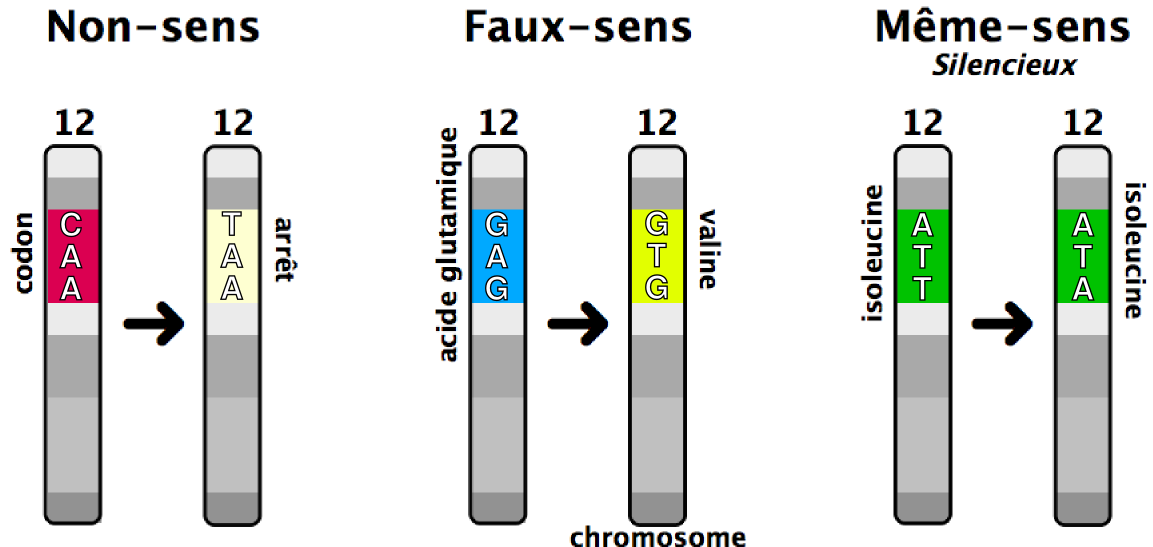 Non-sens
12
12
codon
C
A
A
T
A
A
arrêt
Faux-sens
12
12
acide glutamique
G
A
G
G
T
G
valine
chromosome
Même-sens
Silencieux
12
12
isoleucine
A
T
T
A
T
A
isoleucine